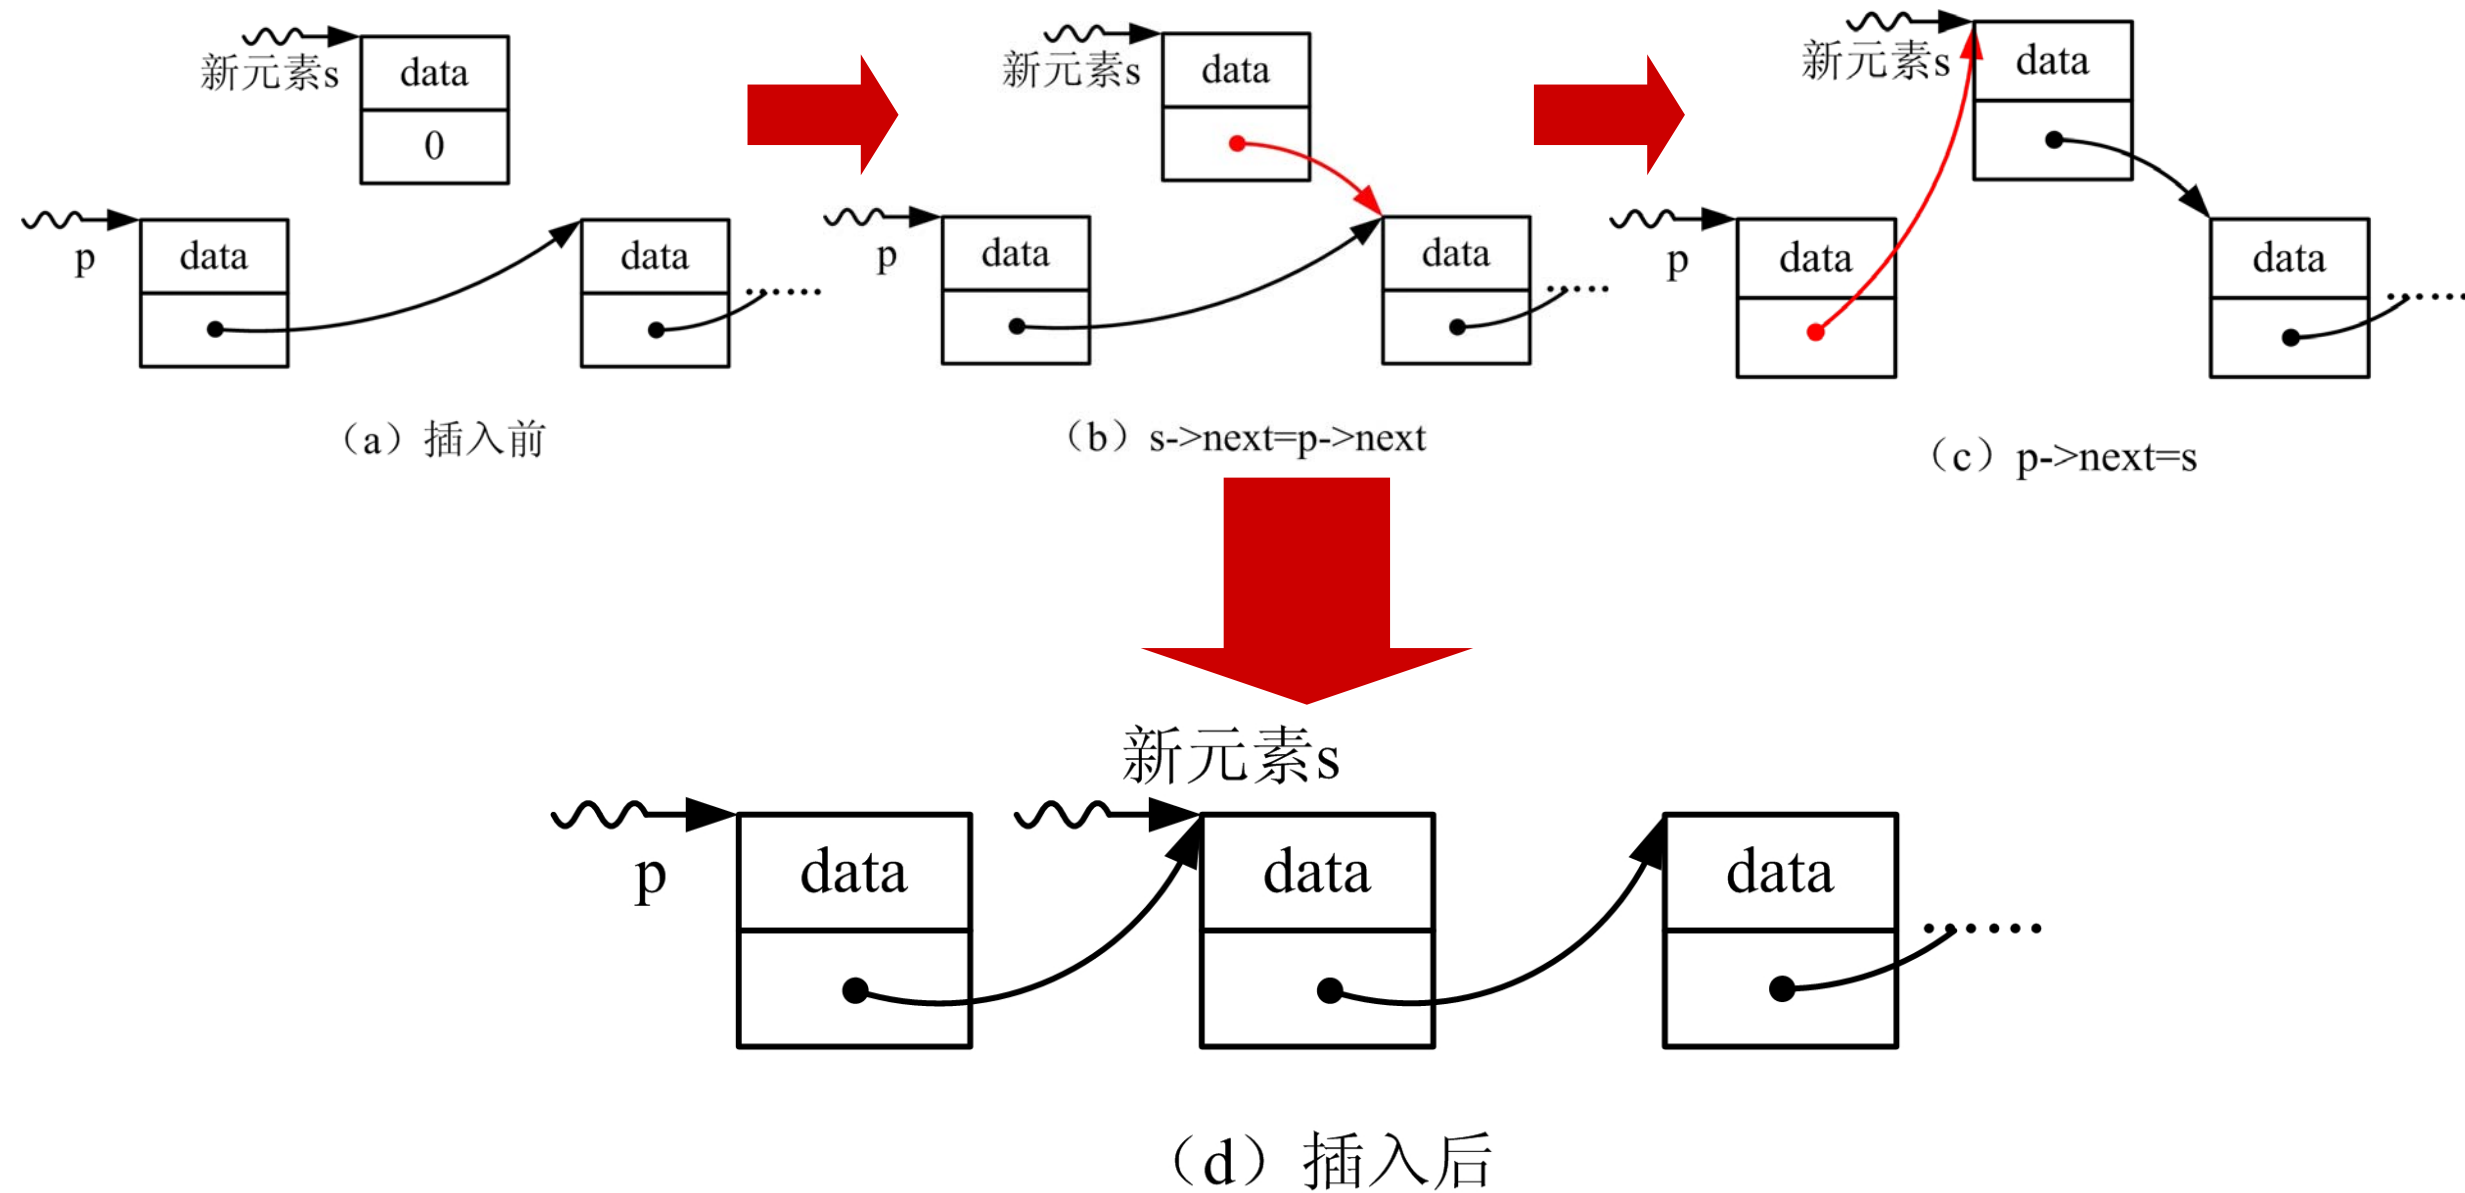 新元素s
data
0
p
data
data
（a）插入前
新元素s
data
p
data
data
（b）s->next=p->next
新元素s
data
p
data
data
（c）p->next=s
新元素s
p
data
data
data
（d）插入后